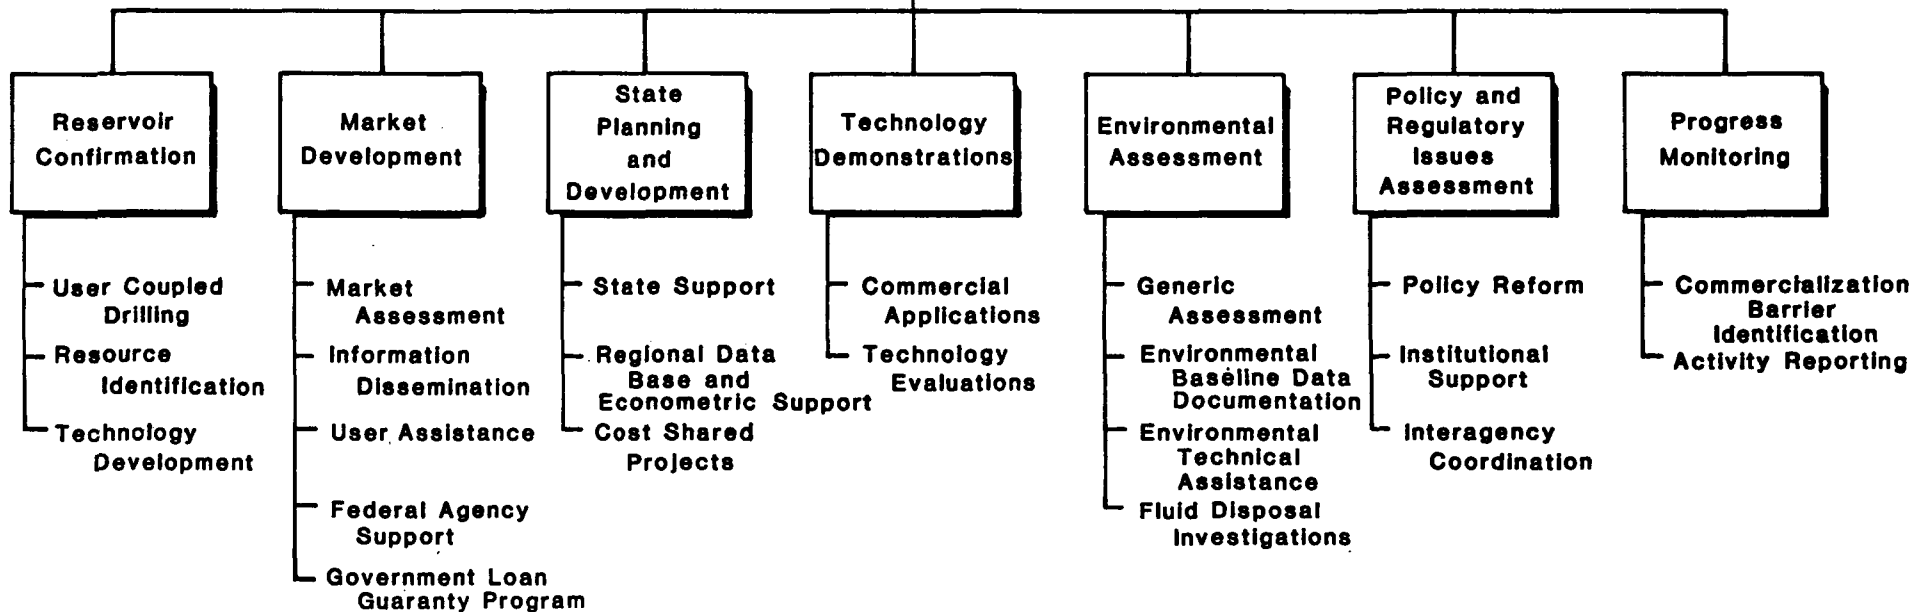 Reservoir
Confirmation
Market
Development
State
Planning
and
Development
Technology
Demonstrations
Environmental
Assessment
Policy and
Regulatory
Issues
Assessment
Progress
Monitoring
User Coupled
Drilling
Resource
Identification
Technology
Development
Market
Assessment
Information
Dissemination
User Assistance
Federal Agency
Support
Government Loan
Guaranty Program
State Support
Regional Data
Base and
Econometric Support
Cost Shared
Projects
Commercial
Applications
Technology
Evaluations
Generic
Assessment
Environmental
Baseline Data
Documentation
Environmental
Technical
Assistance
Fluid Disposal
Investigations
Policy Reform
Institutional
Support
Interagency
Coordination
Commercialization
Barrier
Identification
Activity Reporting